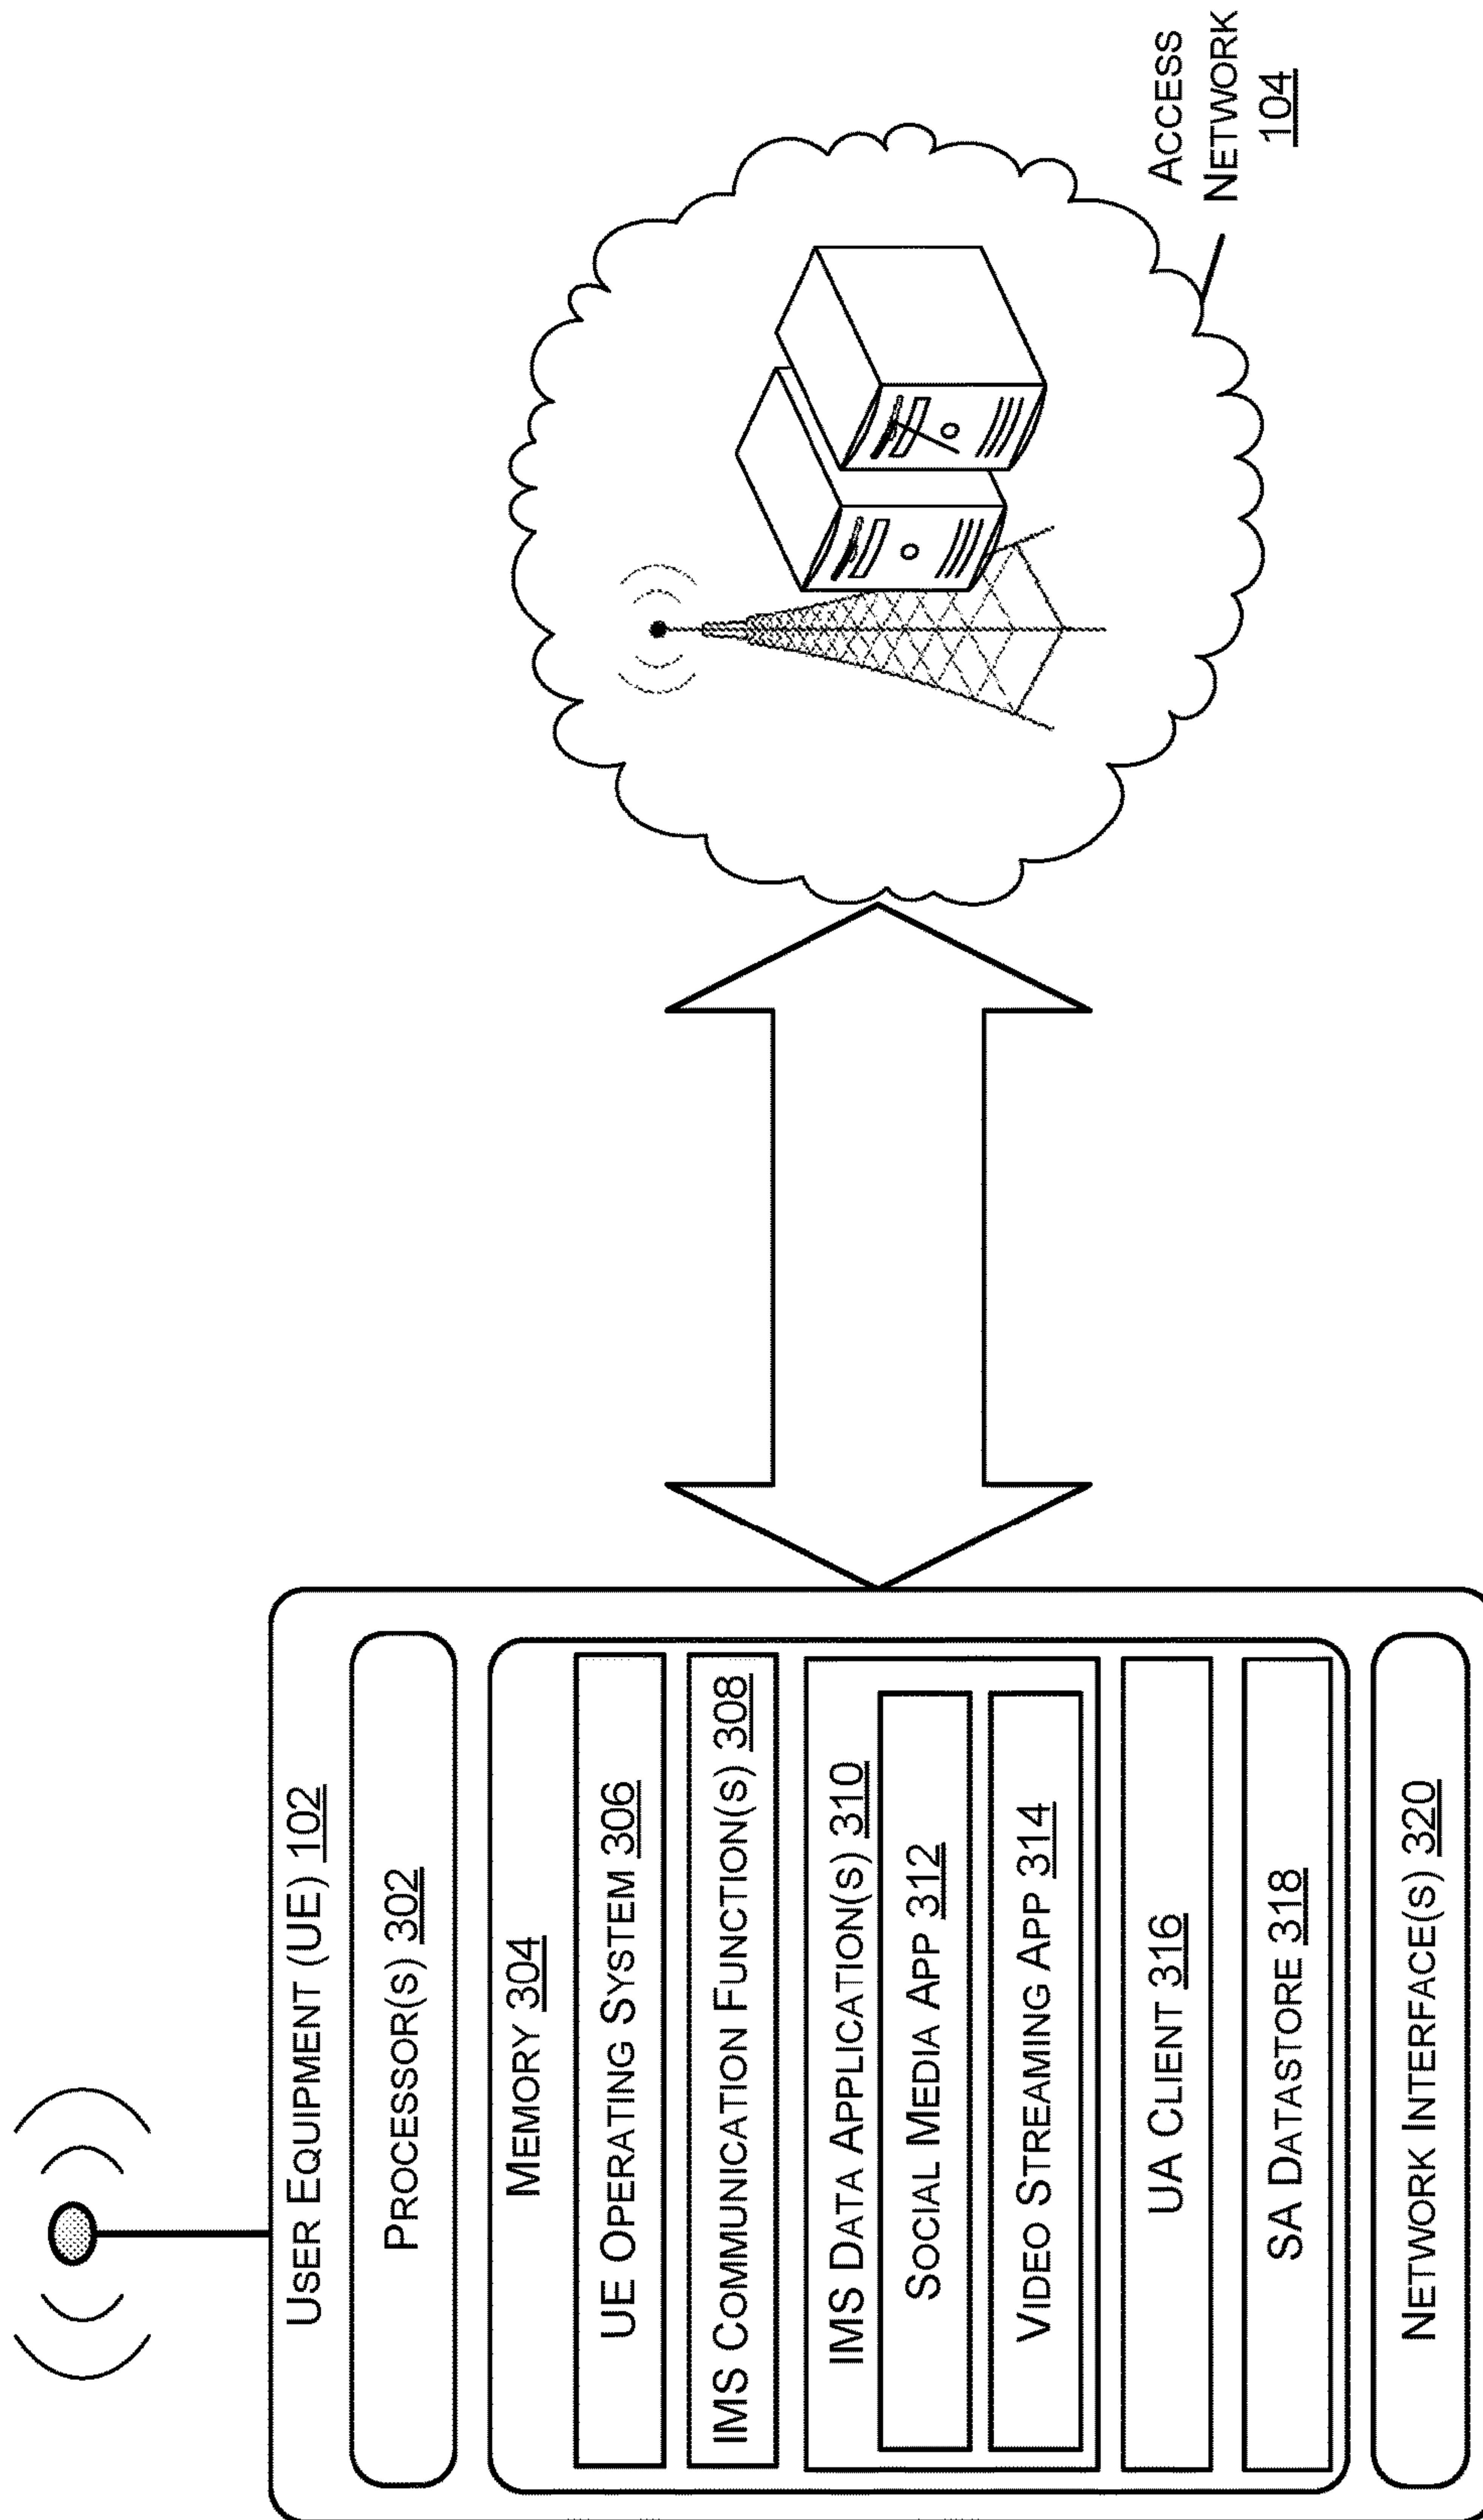 USER EQUIPMENT (UE) 102
PROCESSOR(S) 302
MEMORY 304
UE OPERATING SYSTEM 306
IMS COMMUNICATION FUNCTION(S) 308
IMS DATA APPLICATION(S) 310
SOCIAL MEDIA APP 312
VIDEO STREAMING APP 314
UA CLIENT 316
SA DATASTORE 318
NETWORK INTERFACE(S) 320
ACCESS
NETWORK
104